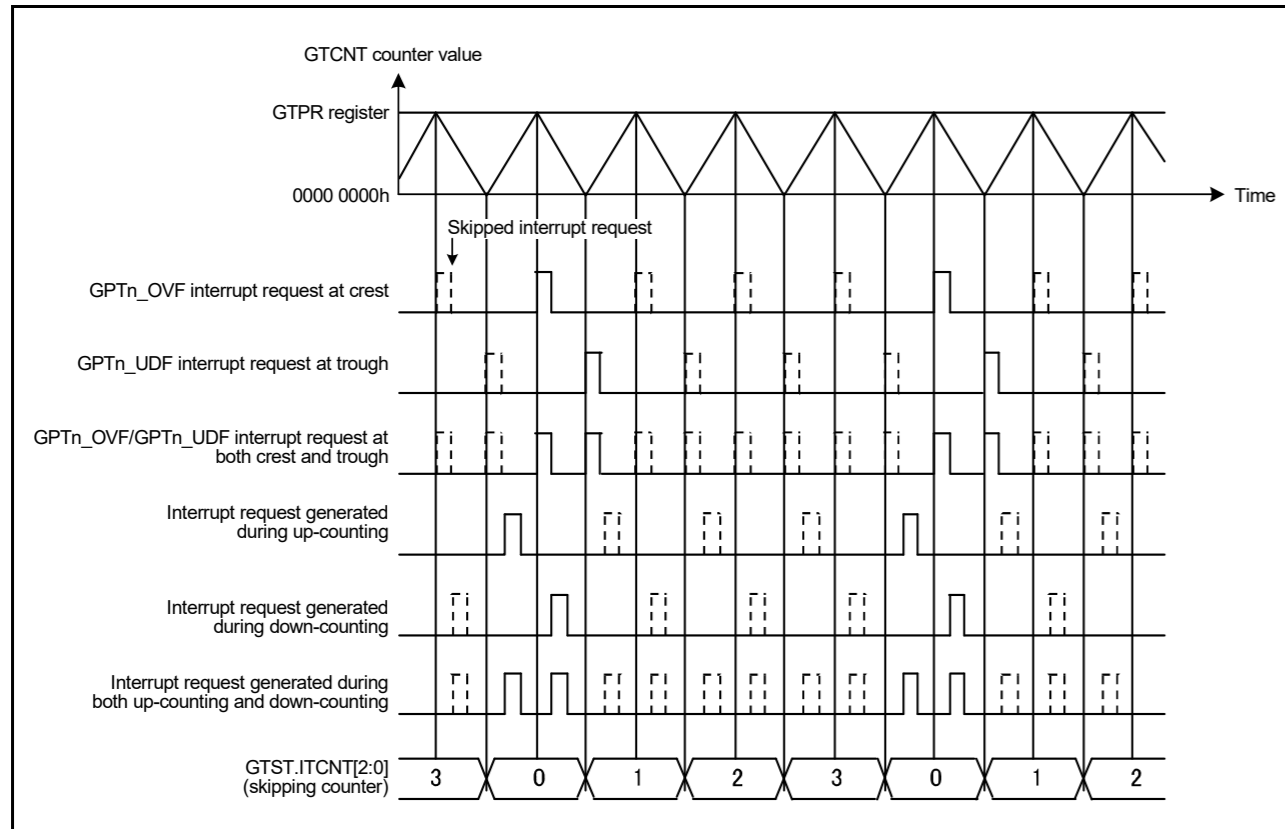 GTCNT counter value
GTPR register
0000 0000h
Time
Skipped interrupt request
GPTn_OVF interrupt request at crest
GPTn_UDF interrupt request at trough
GPTn_OVF/GPTn_UDF interrupt request at
both crest and trough
Interrupt request generated
during up-counting
Interrupt request generated
during down-counting
Interrupt request generated during
both up-counting and down-counting
GTST.ITCNT[2:0]
(skipping counter)
3 0 1 2 3 0 1 2